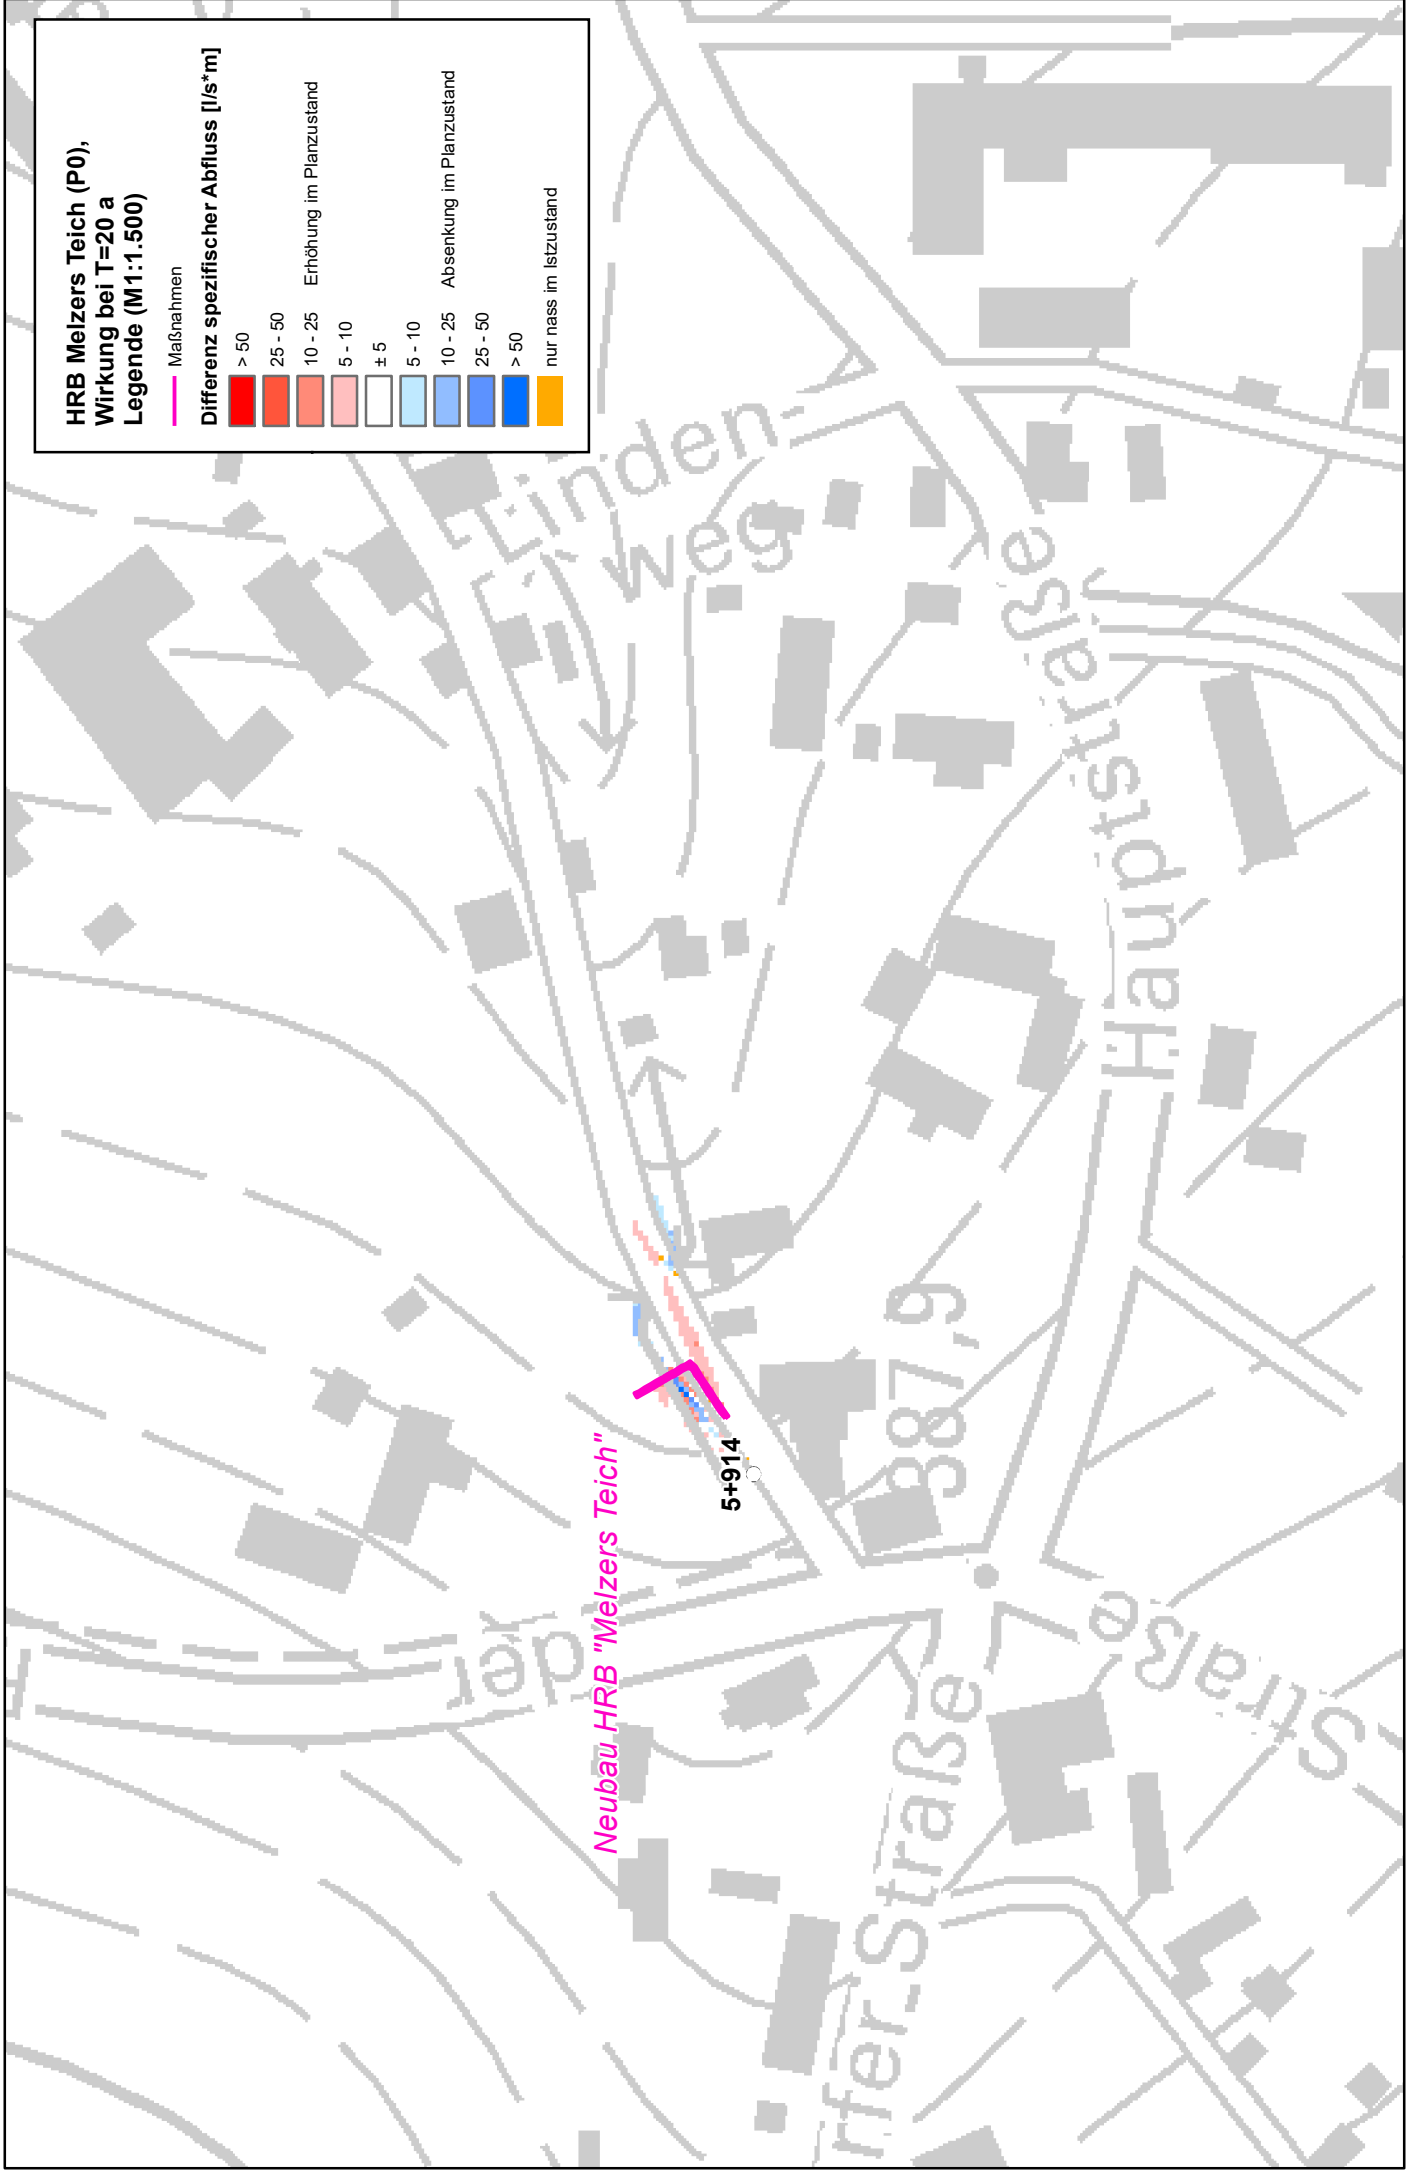 HRB Melzers Teich (P0),
Wirkung bei T=20 a
Legende (M1:1.500)
Maßnahmen
Differenz spezifischer Abfluss [l/s*m]
> 50
25 - 50
10 - 25 Erhöhung im Planzustand
5 - 10
± 5
5 - 10
10 - 25 Absenkung im Planzustand
25 - 50
> 50
nur nass im Istzustand
Linden-
weg
Hauptstraße
Neubau HRB "Melzers Teich"
5+914
387,9
der
Straße
rfer Straße